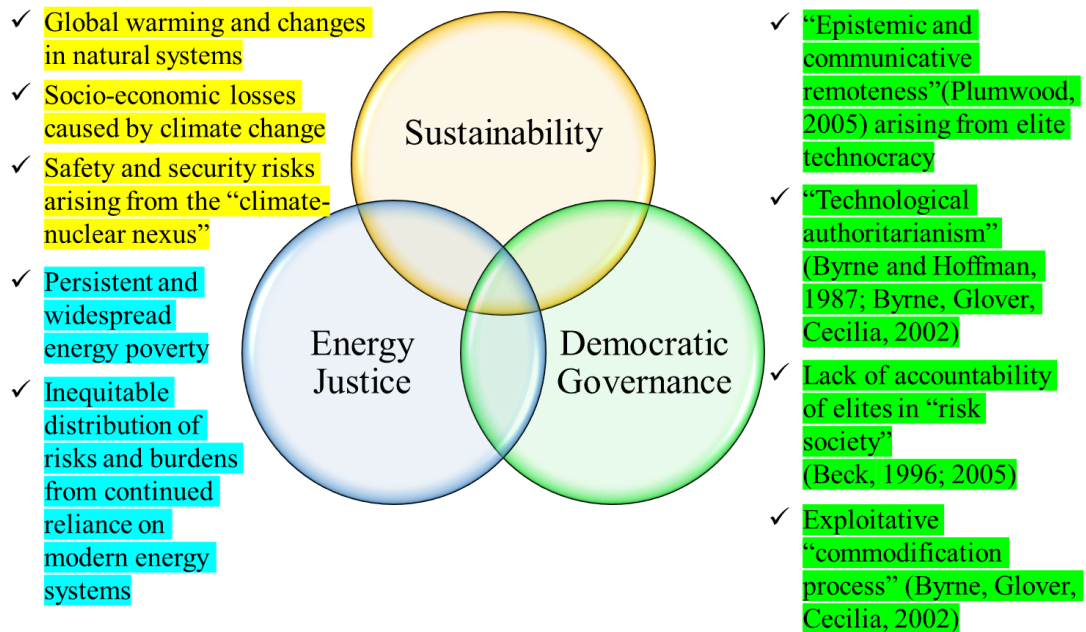 ✓ Global warming and changes
in natural systems
✓ Socio-economic losses
caused by climate change
✓ Safety and security risks
arising from the “climate-
nuclear nexus”
✓ Persistent and
widespread
energy poverty
✓ Inequitable
distribution of
risks and burdens
from continued
reliance on
modern energy
systems
Sustainability
Energy
Justice
Democratic
Governance
✓ “Epistemic and
communicative
remoteness”(Plumwood,
2005) arising from elite
technocracy
✓ “Technological
authoritarianism”
(Byrne and Hoffman,
1987; Byrne, Glover,
Cecilia, 2002)
✓ Lack of accountability
of elites in “risk
society”
(Beck, 1996; 2005)
✓ Exploitative
“commodification
process” (Byrne, Glover,
Cecilia, 2002)